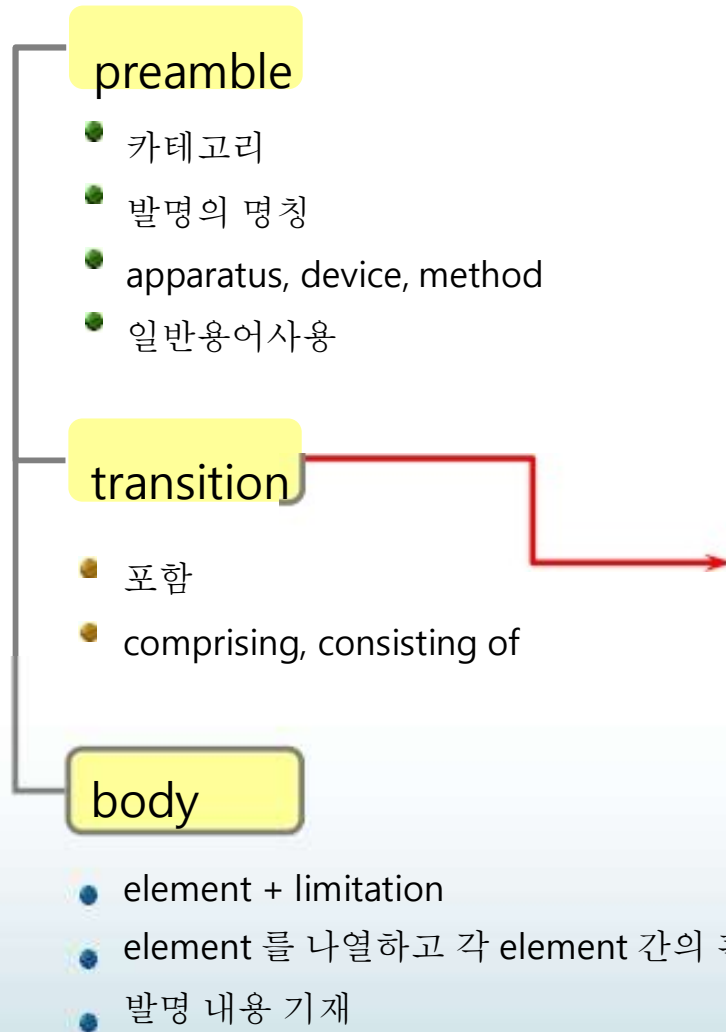 preamble
카테고리
발명의 명칭
apparatus, device, method
일반용어사용
transition
포함
comprising, consisting of
body
element + limitation
element 를 나열하고 각 element 간의
발명 내용 기재